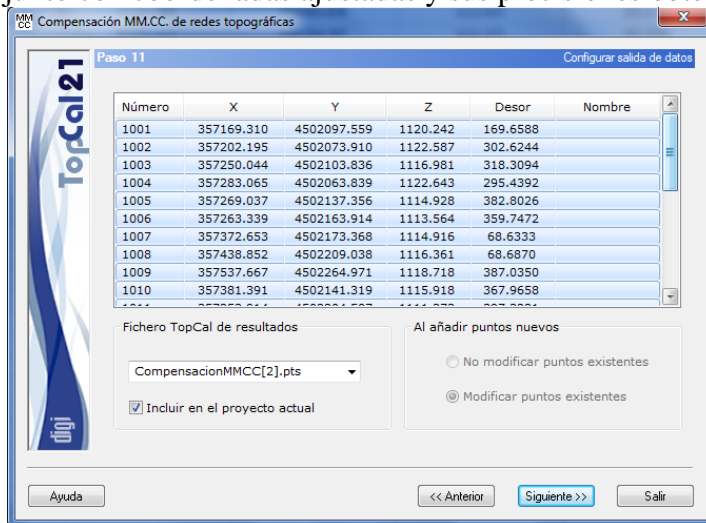 Compensación MM.CC. de redes topográficas
MM
CC
Paso 11
Configurar salida de datos
TopCal21
digi
Número X Y Z Desor Nombre
1001 357169.310 4502097.559 1120.242 169.6588
1002 357202.195 4502073.910 1122.587 302.6244
1003 357250.044 4502103.836 1116.981 318.3094
1004 357283.065 4502063.839 1122.643 295.4392
1005 357269.037 4502137.356 1114.928 382.8026
1006 357263.339 4502163.914 1113.564 359.7472
1007 357372.653 4502173.368 1114.916 68.6333
1008 357438.852 4502209.038 1116.361 68.6870
1009 357537.667 4502264.971 1118.718 387.0350
1010 357381.391 4502141.319 1115.918 367.9658
Fichero TopCal de resultados
CompensacionMMCC[2].pts
Incluir en el proyecto actual
Al añadir puntos nuevos
No modificar puntos existentes
Modificar puntos existentes
Ayuda
<< Anterior
Siguiente >>
Salir